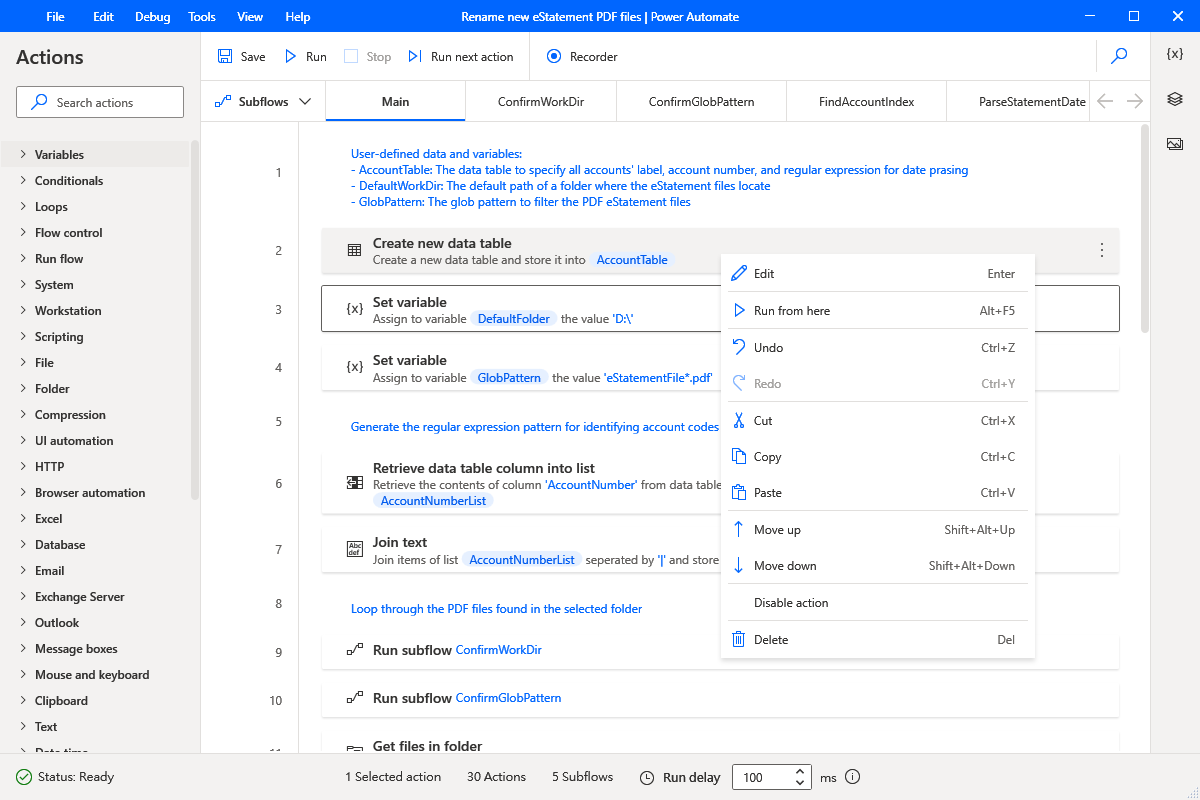 File Edit Debug Tools View Help Rename new eStatement PDF files | Power Automate
Actions
Search actions
Variables
Conditionals
Loops
Flow control
Run flow
System
Workstation
Scripting
File
Folder
Compression
UI automation
HTTP
Browser automation
Excel
Database
Email
Exchange Server
Outlook
Message boxes
Mouse and keyboard
Clipboard
Text
Date time
Save Run Stop Run next action Recorder
{x}
Subflows Main ConfirmWorkDir ConfirmGlobPattern FindAccountIndex ParseStatementDate
1
User-defined data and variables:
- AccountTable: The data table to specify all accounts' label, account number, and regular expression for date prasing
- DefaultWorkDir: The default path of a folder where the eStatement files locate
- GlobPattern: The glob pattern to filter the PDF eStatement files
2
Create new data table
Create a new data table and store it into AccountTable
3
{x} Set variable
Assign to variable DefaultFolder the value 'D:\'
4
{x} Set variable
Assign to variable GlobPattern the value 'eStatementFile*.pdf'
5
Generate the regular expression pattern for identifying account codes
6
Retrieve data table column into list
Retrieve the contents of column 'AccountNumber' from data table
AccountNumberList
7
Abc def
Join text
Join items of list AccountNumberList seperated by '|' and store
8
Loop through the PDF files found in the selected folder
9
Run subflow ConfirmWorkDir
10
Run subflow ConfirmGlobPattern
11
Get files in folder
Edit Enter
Run from here Alt+F5
Undo Ctrl+Z
Redo Ctrl+Y
Cut Ctrl+X
Copy Ctrl+C
Paste Ctrl+V
Move up Shift+Alt+Up
Move down Shift+Alt+Down
Disable action
Delete Del
Status: Ready 1 Selected action 30 Actions 5 Subflows Run delay 100 ms